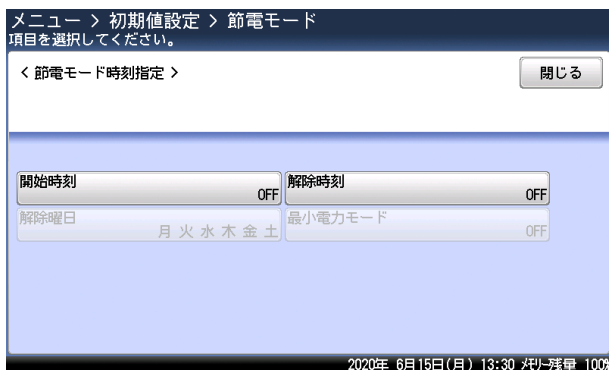 メニュー > 初期値設定 > 節電モード
項目を選択してください。
< 節電モード時刻指定 >
閉じる
開始時刻
OFF
解除時刻
OFF
解除曜日
月 火 水 木 金 土
最小電力モード
OFF
2020年 6月15日(月) 13:30 メモリー残量 100%